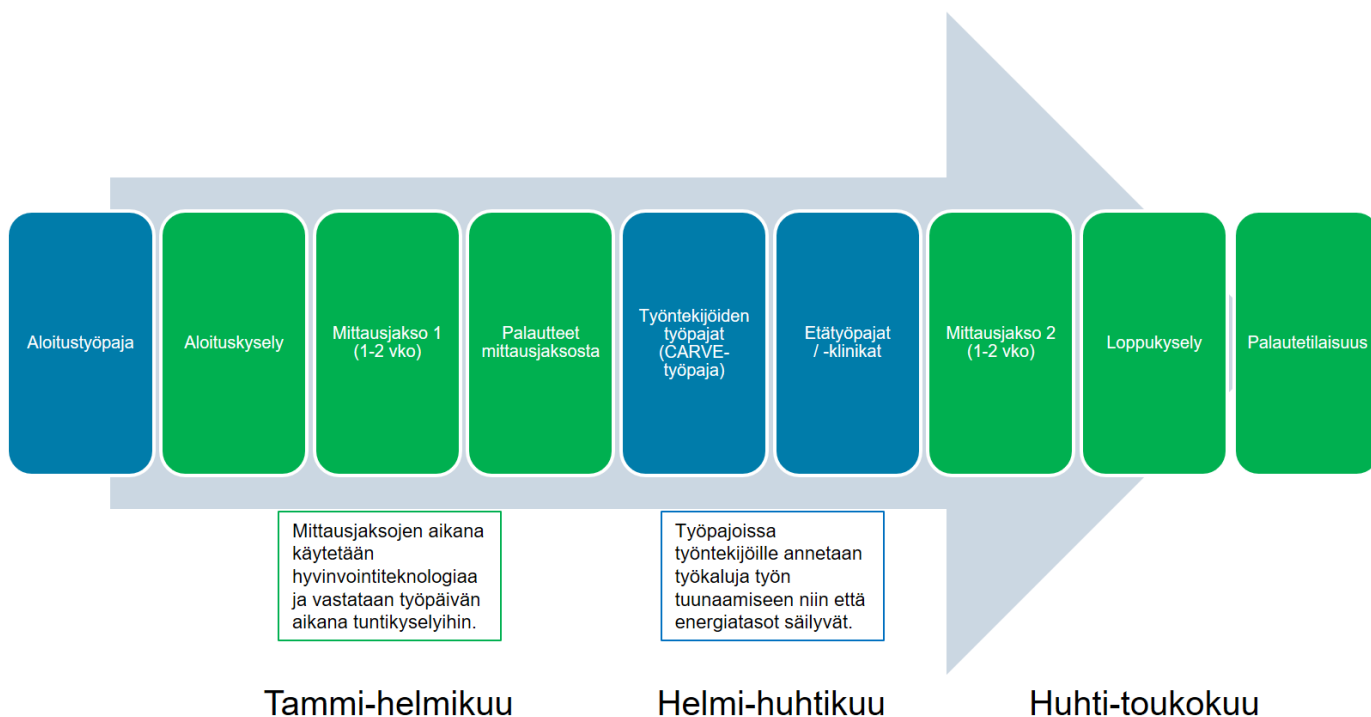 Aloitustyöpaja
Aloituskysely
Mittausjakso 1
(1-2 vko)
Palautteet
mittausjaksosta
Työntekijöiden
työpajat
(CARVE-
työpaja)
Etätyöpajat
/ -klinikat
Mittausjakso 2
(1-2 vko)
Loppukysely
Palautetilaisuus
Mittausjaksojen aikana
käytetään
hyvinvointiteknologiaa
ja vastataan työpäivän
aikana tuntikyselyihin.
Työpajoissa
työntekijöille annetaan
työkaluja työn
tuunaamiseen niin että
energiatasot säilyvät.
Tammi-helmikuu
Helmi-huhtikuu
Huhti-toukokuu